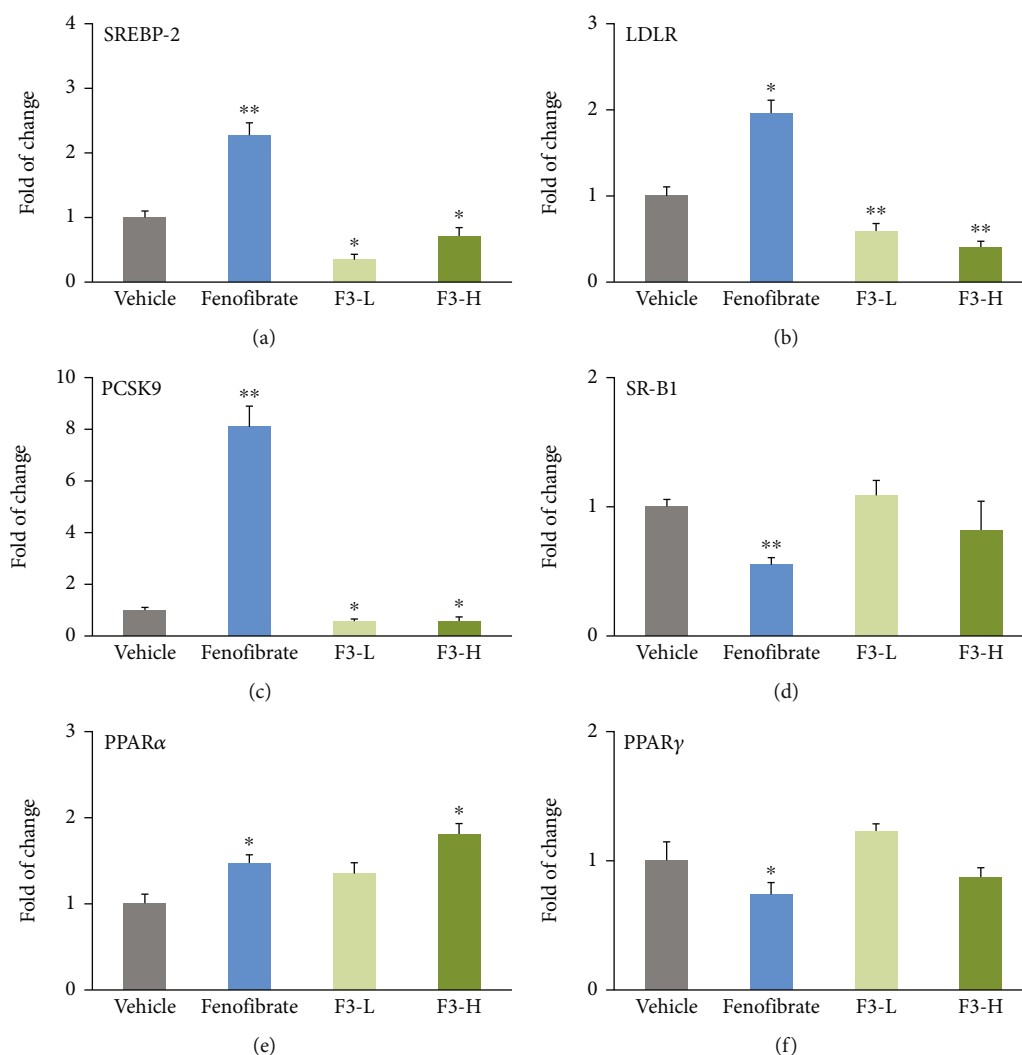 SREBP-2
Fold of change
4
3
2
1
0
**
*
*
Vehicle Fenofibrate F3-L F3-H
(a)
LDLR
Fold of change
3
2
1
0
*
**
**
Vehicle Fenofibrate F3-L F3-H
(b)
PCSK9
Fold of change
10
8
6
4
2
0
**
*
*
Vehicle Fenofibrate F3-L F3-H
(c)
SR-B1
Fold of change
2
1
0
**
Vehicle Fenofibrate F3-L F3-H
(d)
PPARα
Fold of change
3
2
1
0
*
*
Vehicle Fenofibrate F3-L F3-H
(e)
PPARγ
Fold of change
2
1
0
*
Vehicle Fenofibrate F3-L F3-H
(f)